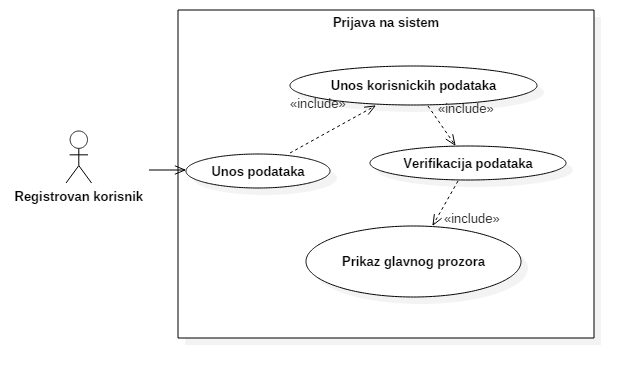 Prijava na sistem
Unos korisnickih podataka
«include»
«include»
Verifikacija podataka
Unos podataka
Registrovan korisnik
«include»
Prikaz glavnog prozora